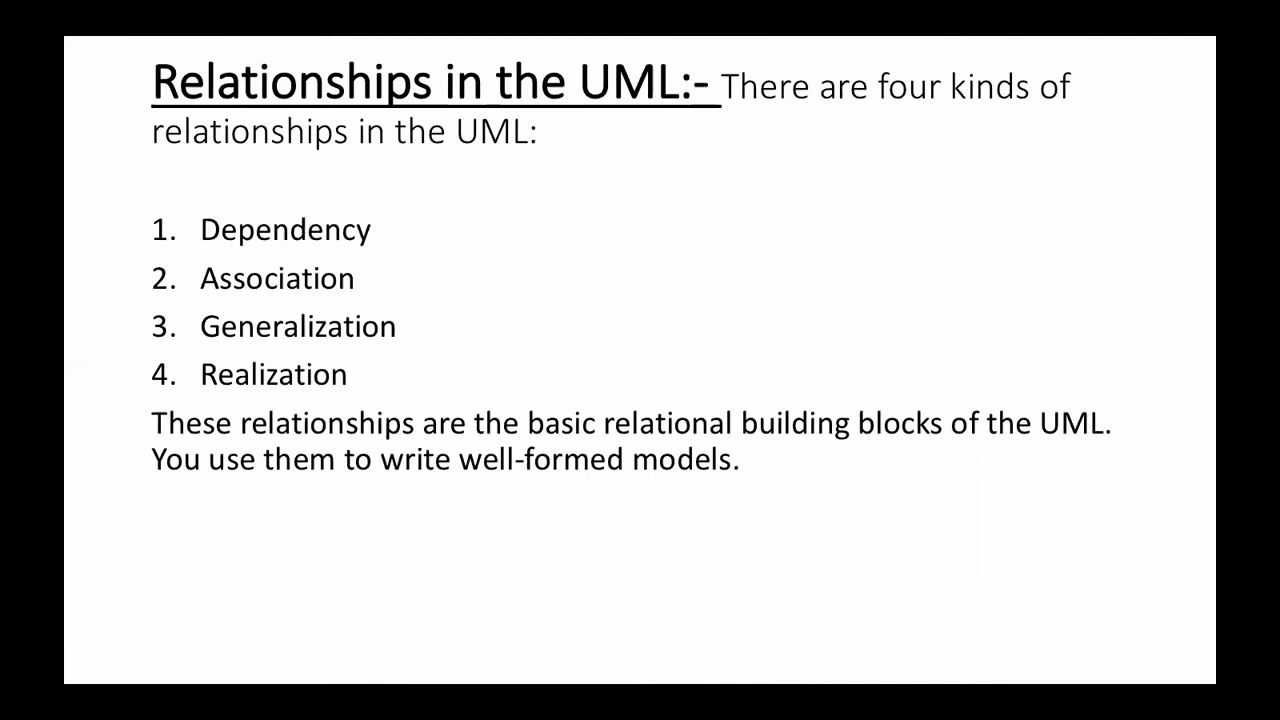 Relationships in the UML:- There are four kinds of
relationships in the UML:
1. Dependency
2. Association
3. Generalization
4. Realization
These relationships are the basic relational building blocks of the UML.
You use them to write well-formed models.